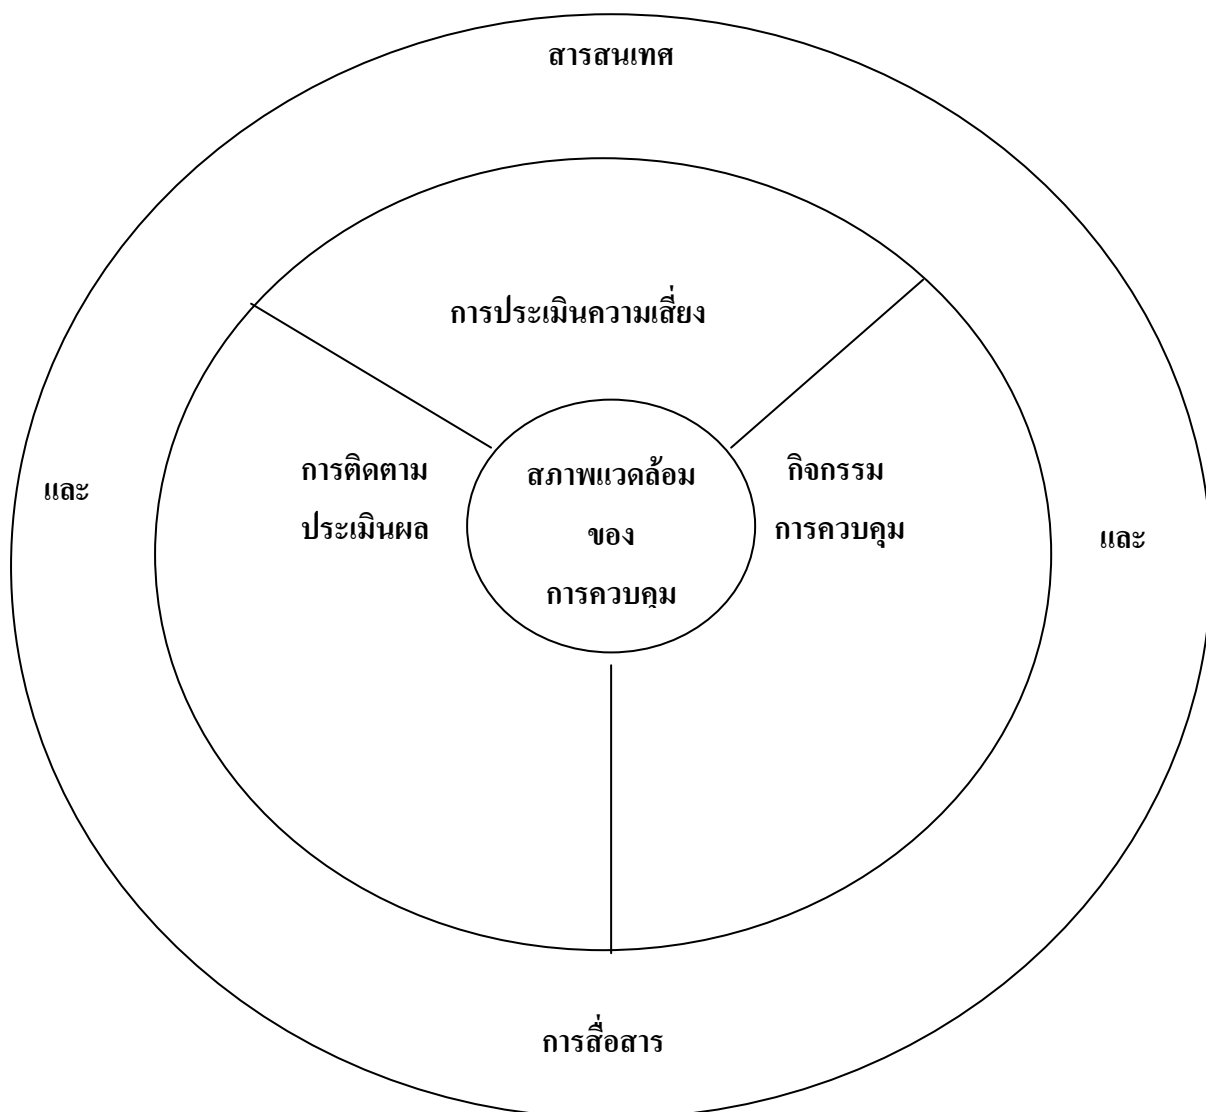 สารสนเทศ
การประเมินความเสี่ยง
และ
การติดตาม
ประเมินผล
สภาพแวดล้อม
ของ
การควบคุม
กิจกรรม
การควบคุม
และ
การสื่อสาร